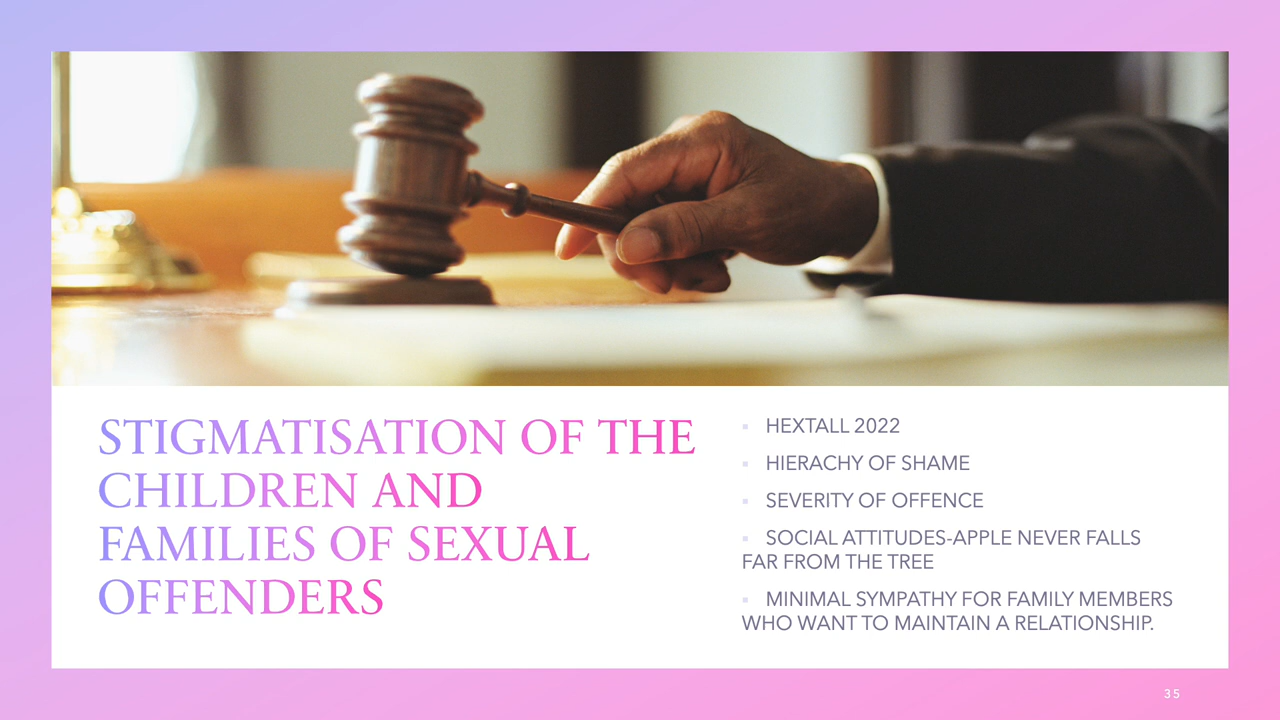 STIGMATISATION OF THE
CHILDREN AND
FAMILIES OF SEXUAL
OFFENDERS
▪ HEXTALL 2022
▪ HIERACHY OF SHAME
▪ SEVERITY OF OFFENCE
▪ SOCIAL ATTITUDES-APPLE NEVER FALLS
FAR FROM THE TREE
▪ MINIMAL SYMPATHY FOR FAMILY MEMBERS
WHO WANT TO MAINTAIN A RELATIONSHIP.
35